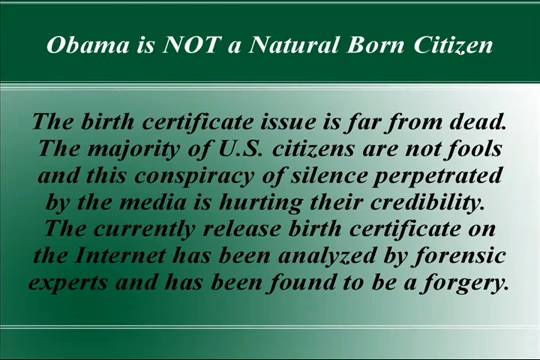 Obama is NOT a Natural Born Citizen
The birth certificate issue is far from dead.
The majority of U.S. citizens are not fools
and this conspiracy of silence perpetrated
by the media is hurting their credibility.
The currently release birth certificate on
the Internet has been analyzed by forensic
experts and has been found to be a forgery.